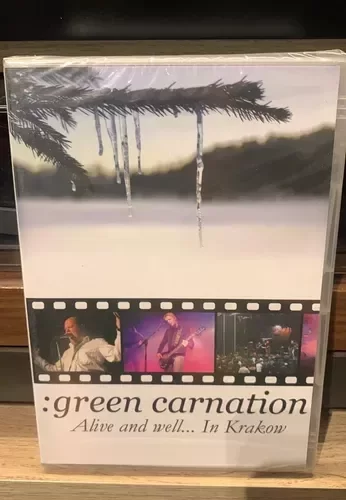 :green carnation
Alive and well... In Krakow